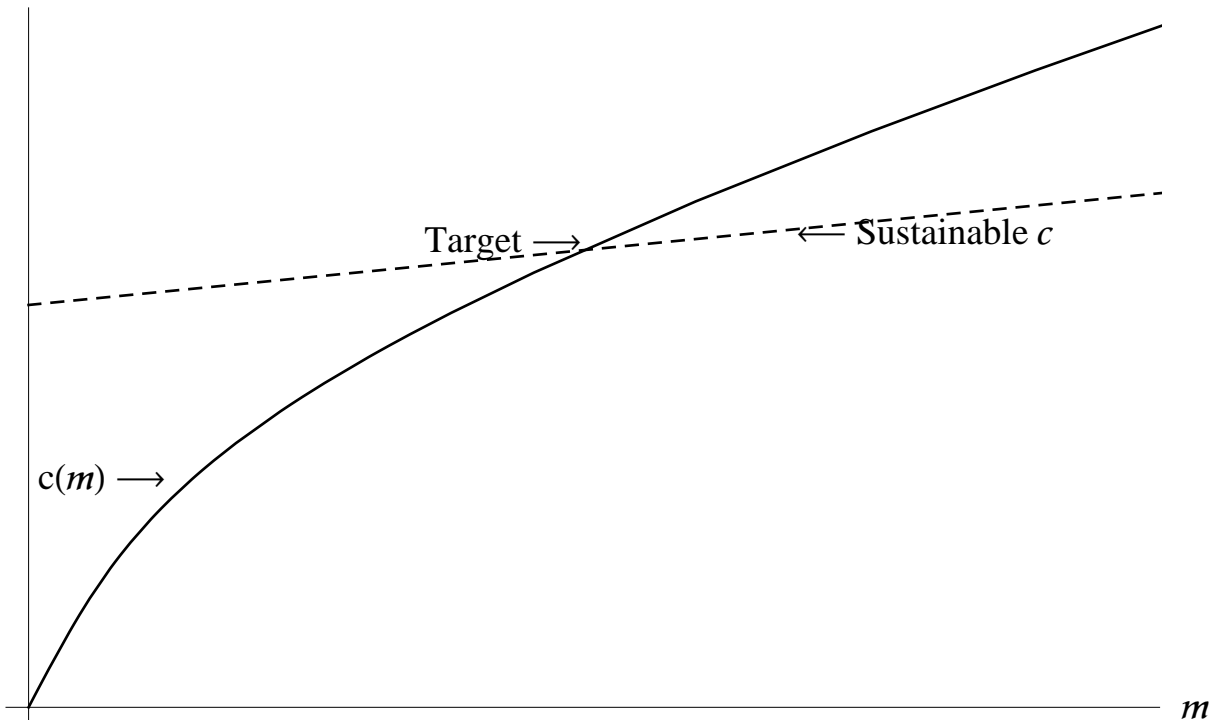 Target →
← Sustainable c
c(m) →
m